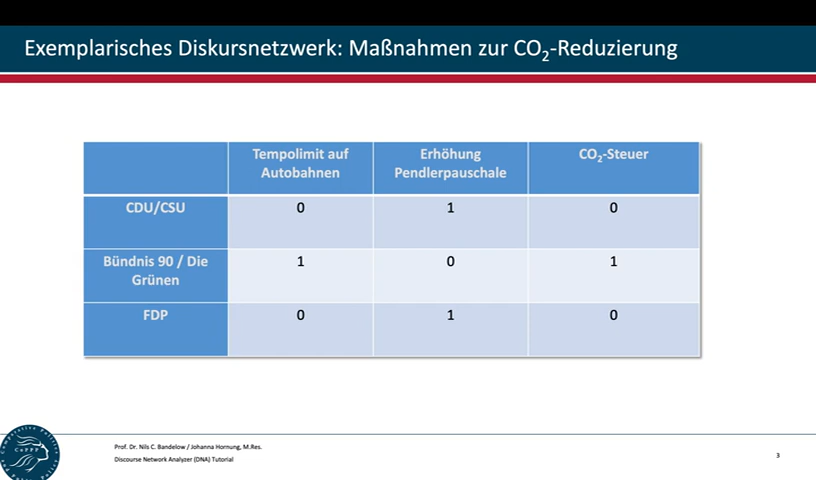 Exemplarisches Diskursnetzwerk: Maßnahmen zur CO₂-Reduzierung
Tempolimit auf Autobahnen
Erhöhung Pendlerpauschale
CO₂-Steuer
CDU/CSU 0 1 0
Bündnis 90 / Die Grünen 1 0 1
FDP 0 1 0
CoPPP
Prof. Dr. Nils C. Bandelow / Johanna Hornung, M.Res.
Discourse Network Analyzer (DNA) Tutorial
3